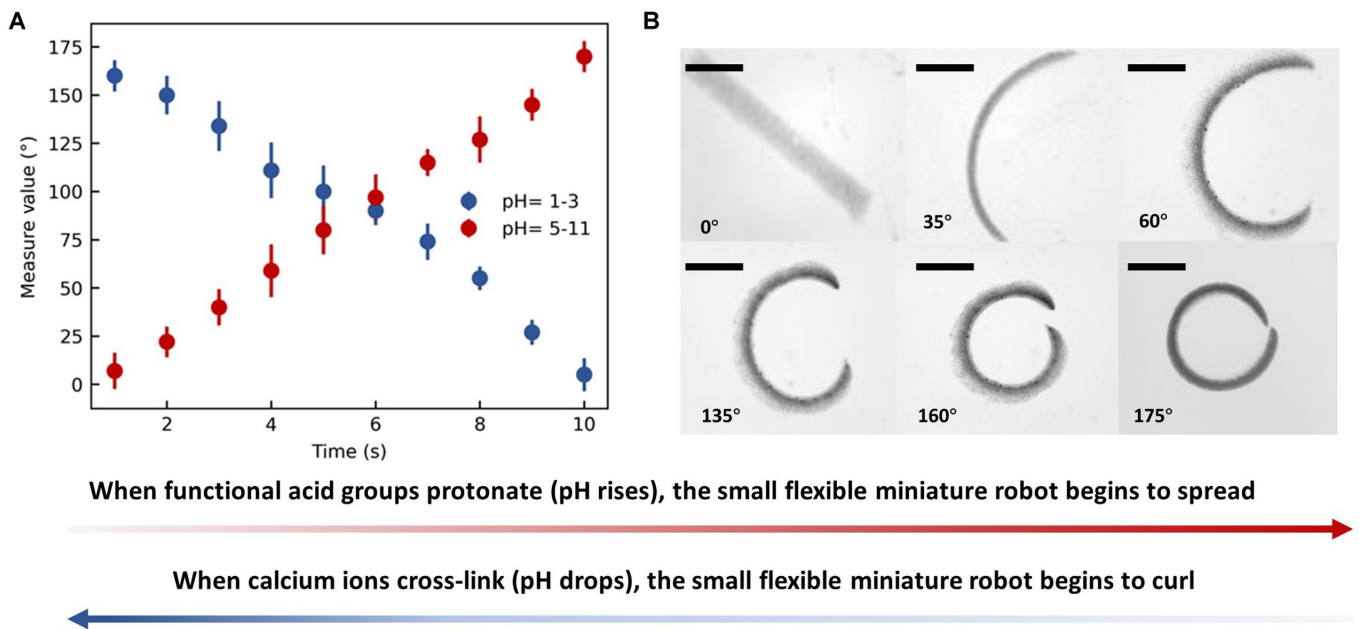 A
B
175
150
125
100
75
50
25
0
Measure value (°)
2
4
6
8
10
Time (s)
pH= 1-3
pH= 5-11
0°
35°
60°
135°
160°
175°
When functional acid groups protonate (pH rises), the small flexible miniature robot begins to spread
When calcium ions cross-link (pH drops), the small flexible miniature robot begins to curl